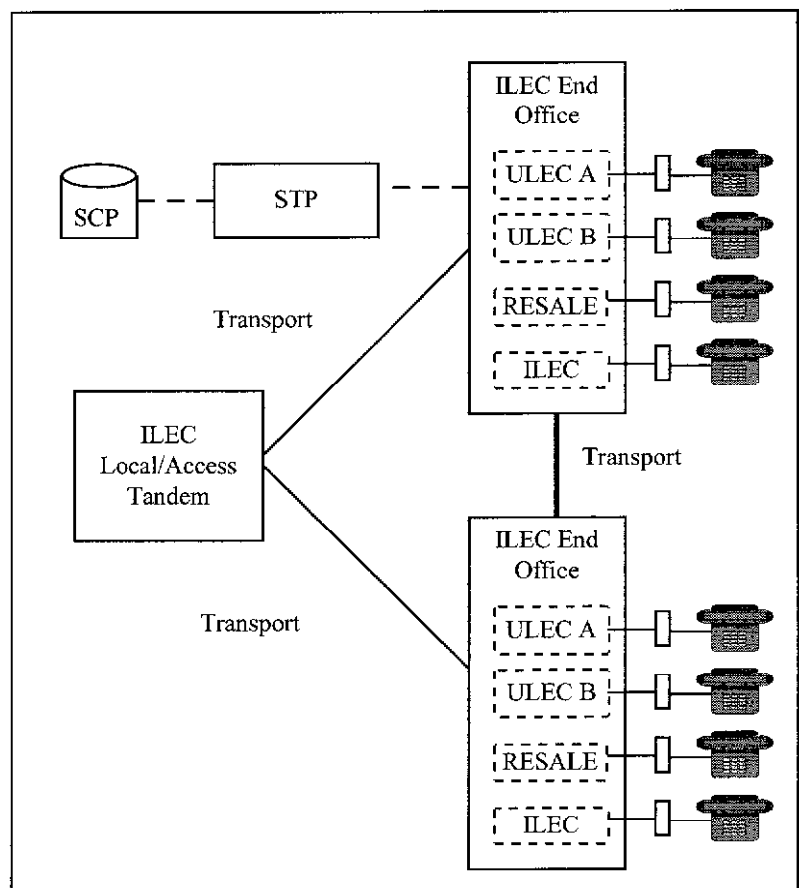 ILEC End
Office
ULEC A
ULEC B
RESALE
ILEC
SCP
STP
Transport
ILEC
Local/Access
Tandem
Transport
Transport
ILEC End
Office
ULEC A
ULEC B
RESALE
ILEC